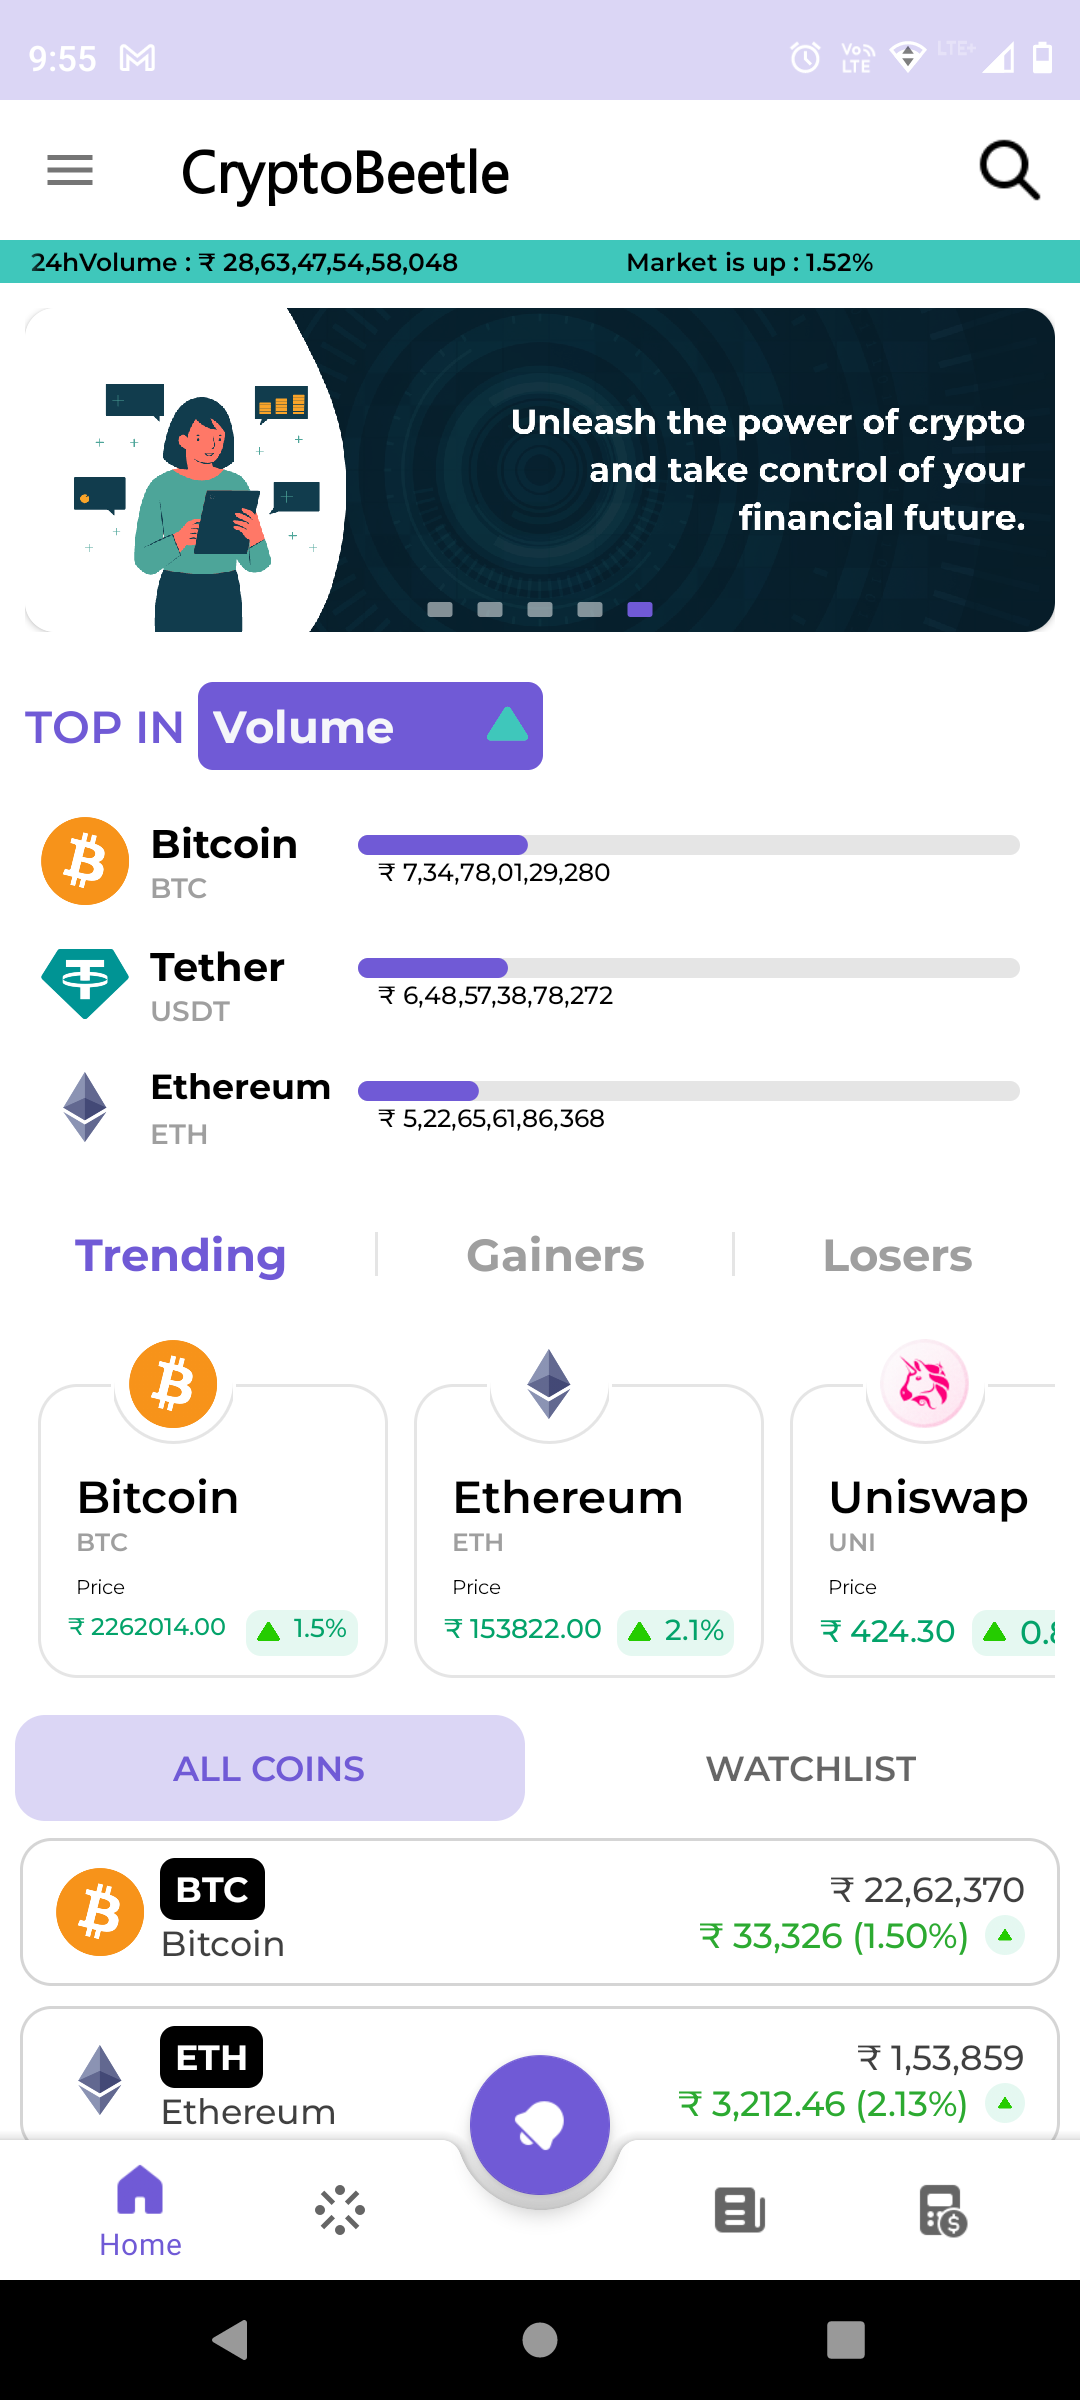 9:55
Vo LTE
LTE+
CryptoBeetle
24hVolume : ₹ 28,63,47,54,58,048
Market is up : 1.52%
Unleash the power of crypto
and take control of your
financial future.
TOP IN Volume
Bitcoin
BTC
₹ 7,34,78,01,29,280
Tether
USDT
₹ 6,48,57,38,78,272
Ethereum
ETH
₹ 5,22,65,61,86,368
Trending
Gainers
Losers
Bitcoin
BTC
Price
₹ 2262014.00
1.5%
Ethereum
ETH
Price
₹ 153822.00
2.1%
Uniswap
UNI
Price
₹ 424.30
ALL COINS
WATCHLIST
BTC
Bitcoin
₹ 22,62,370
₹ 33,326 (1.50%)
ETH
Ethereum
₹ 1,53,859
₹ 3,212.46 (2.13%)
Home